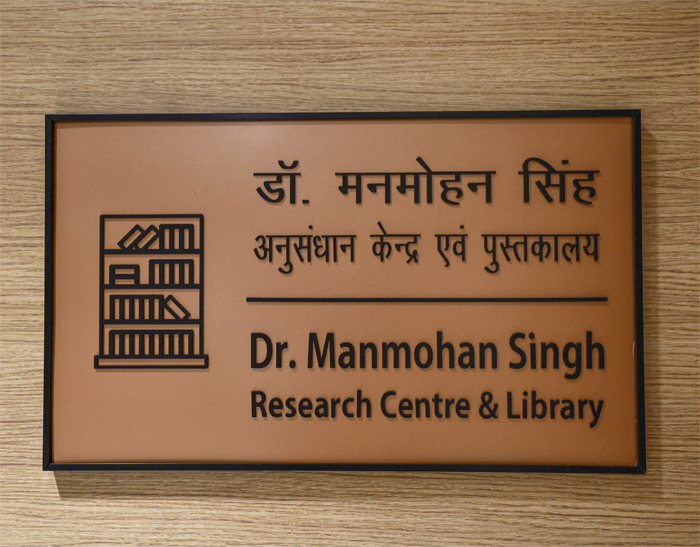 डॉ. मनमोहन सिंह
अनुसंधान केन्द्र एवं पुस्तकालय
Dr. Manmohan Singh
Research Centre & Library